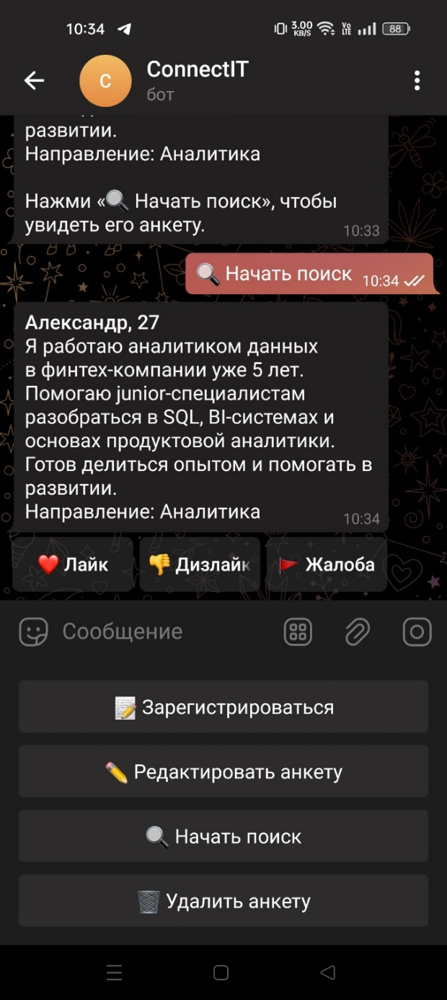 10:34
3.00
KB/S
Vo
LTE
88
C
ConnectIT
бот
развитии.
Направление: Аналитика
Нажми «🔍 Начать поиск», чтобы
увидеть его анкету.
10:33
🔍 Начать поиск
10:34
Александр, 27
Я работаю аналитиком данных
в финтех-компании уже 5 лет.
Помогаю junior-специалистам
разобраться в SQL, BI-системах и
основах продуктовой аналитики.
Готов делиться опытом и помогать в
развитии.
Направление: Аналитика
10:34
❤️ Лайк
👎 Дизлайк
🚩 Жалоба
Сообщение
📝 Зарегистрироваться
✏️ Редактировать анкету
🔍 Начать поиск
🗑️ Удалить анкету